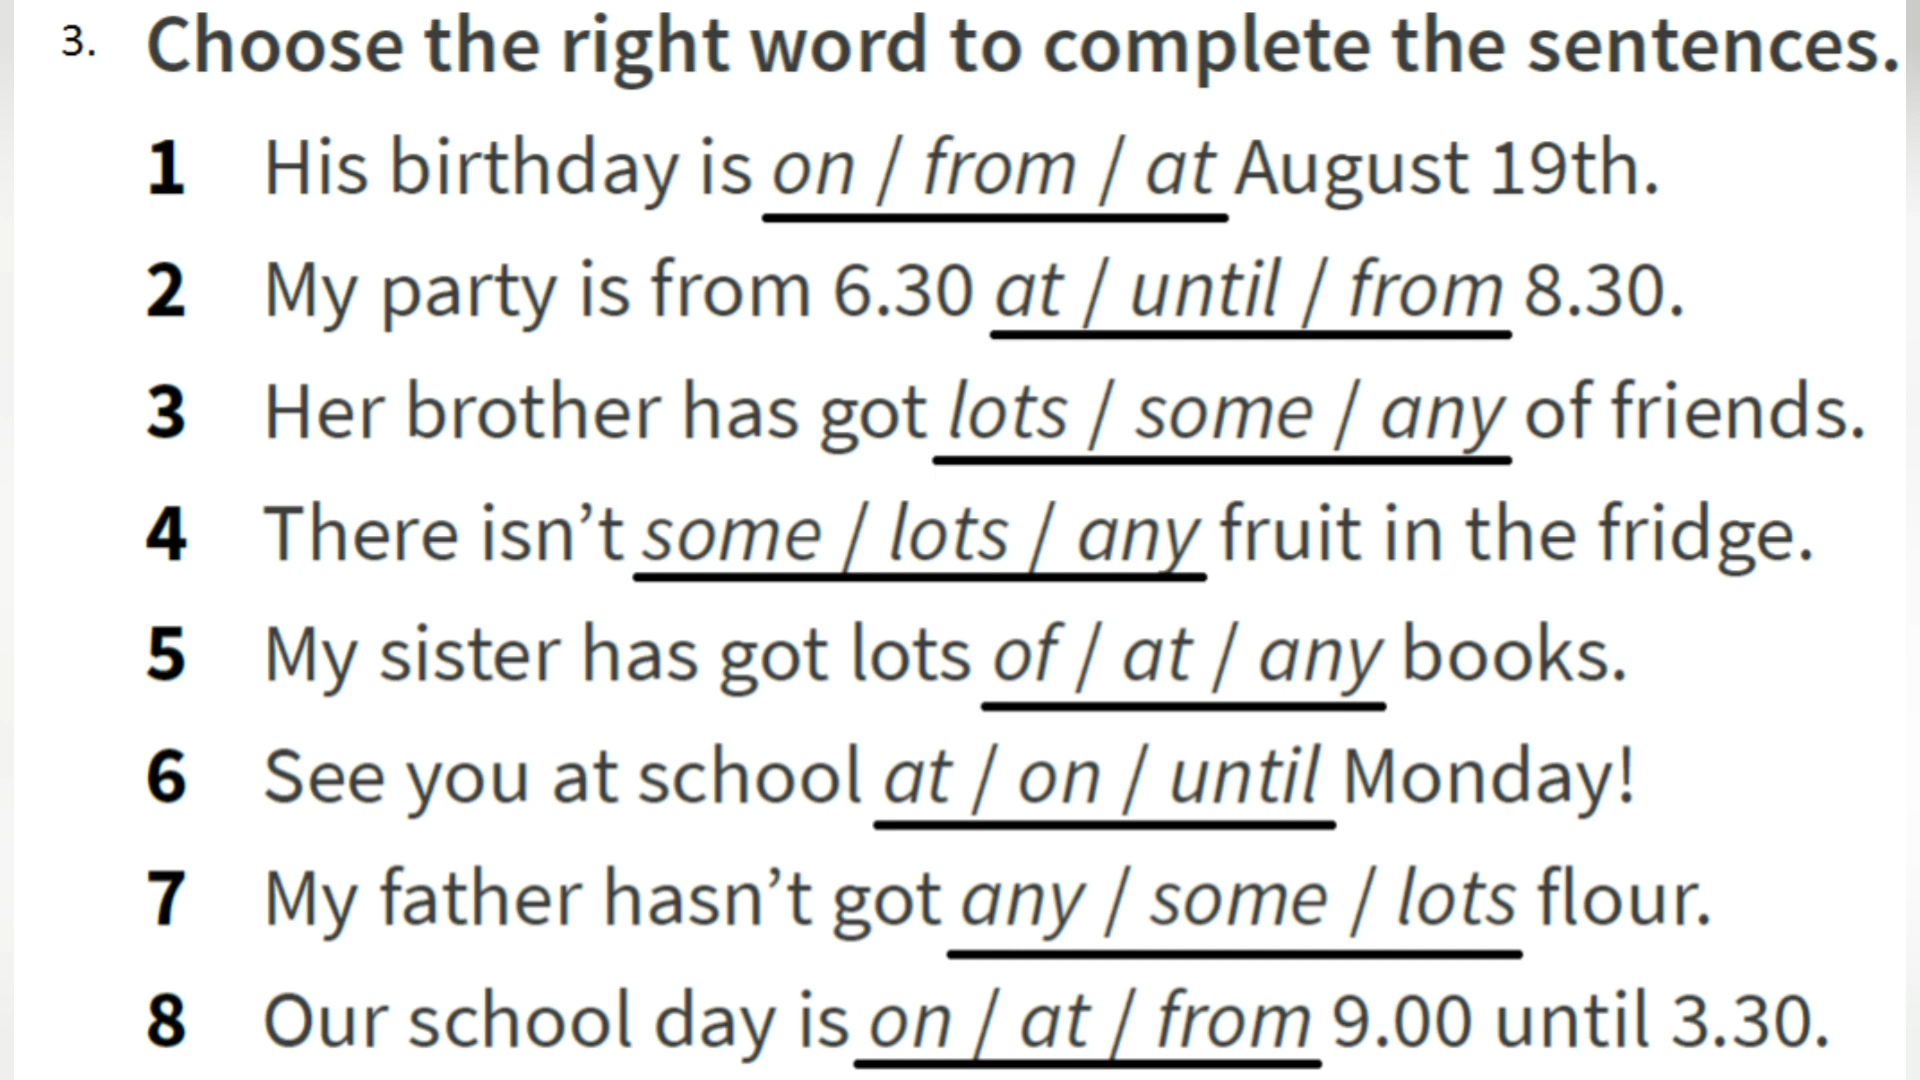 3. Choose the right word to complete the sentences.
1 His birthday is on / from / at August 19th.
2 My party is from 6.30 at / until / from 8.30.
3 Her brother has got lots / some / any of friends.
4 There isn’t some / lots / any fruit in the fridge.
5 My sister has got lots of / at / any books.
6 See you at school at / on / until Monday!
7 My father hasn’t got any / some / lots flour.
8 Our school day is on / at / from 9.00 until 3.30.